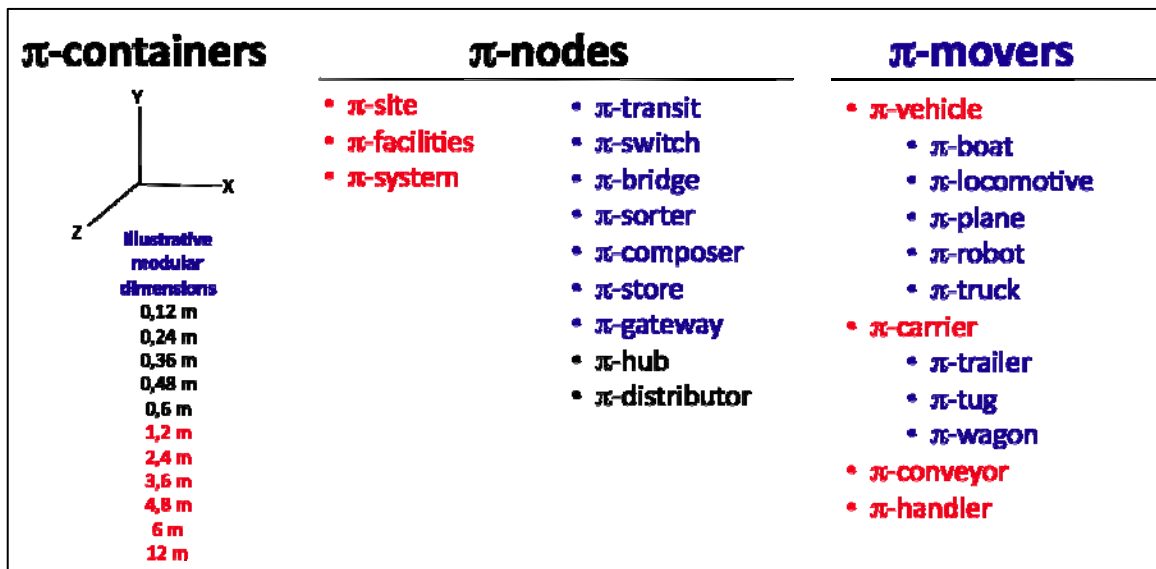 π-containers
Y
X
Z
Illustrative
modular
dimensions
0,12 m
0,24 m
0,36 m
0,48 m
0,6 m
1,2 m
2,4 m
3,6 m
4,8 m
6 m
12 m
π-nodes
• π-site
• π-facilities
• π-system
• π-transit
• π-switch
• π-bridge
• π-sorter
• π-composer
• π-store
• π-gateway
• π-hub
• π-distributor
π-movers
• π-vehicle
• π-boat
• π-locomotive
• π-plane
• π-robot
• π-truck
• π-carrier
• π-trailer
• π-tug
• π-wagon
• π-conveyor
• π-handler